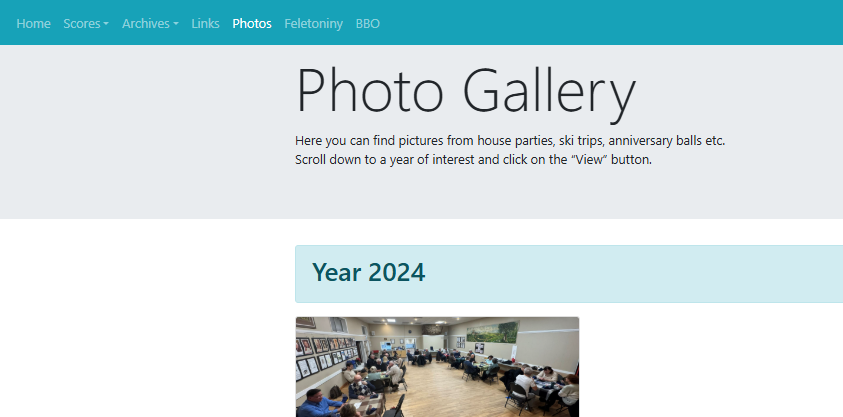 Home Scores Archives Links Photos Feletoniny BBO
Photo Gallery
Here you can find pictures from house parties, ski trips, anniversary balls etc.
Scroll down to a year of interest and click on the “View” button.
Year 2024